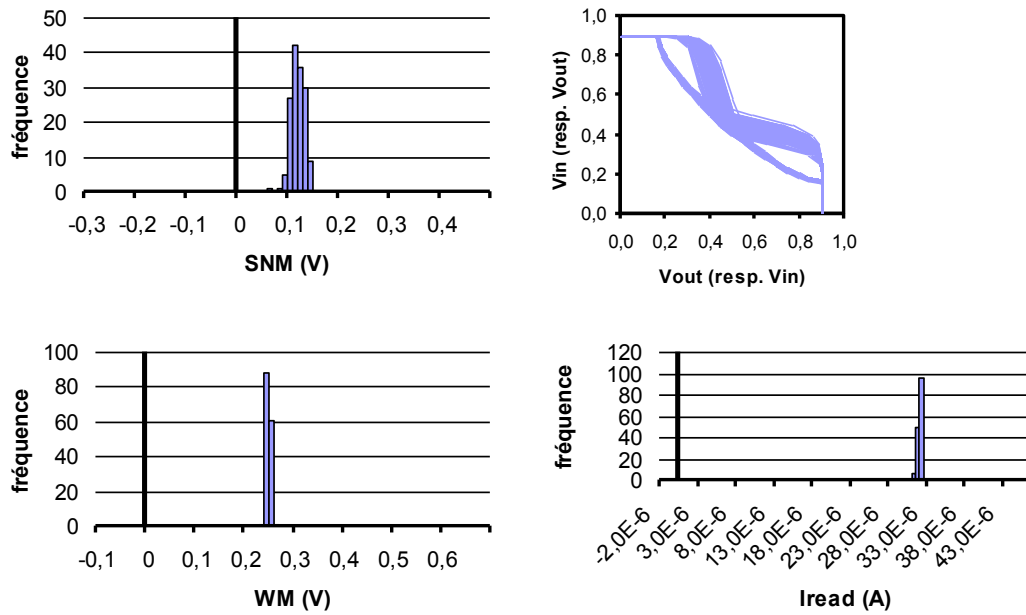 50
40
30
20
10
0
fréquence
-0,3 -0,2 -0,1 0 0,1 0,2 0,3 0,4
SNM (V)
1,0
0,8
0,6
0,4
0,2
0,0
Vin (resp. Vout)
0,0 0,2 0,4 0,6 0,8 1,0
Vout (resp. Vin)
100
80
60
40
20
0
fréquence
-0,1 0 0,1 0,2 0,3 0,4 0,5 0,6
WM (V)
120
100
80
60
40
20
0
fréquence
-2,0E-6 3,0E-6 8,0E-6 13,0E-6 18,0E-6 23,0E-6 28,0E-6 33,0E-6 38,0E-6 43,0E-6
Iread (A)